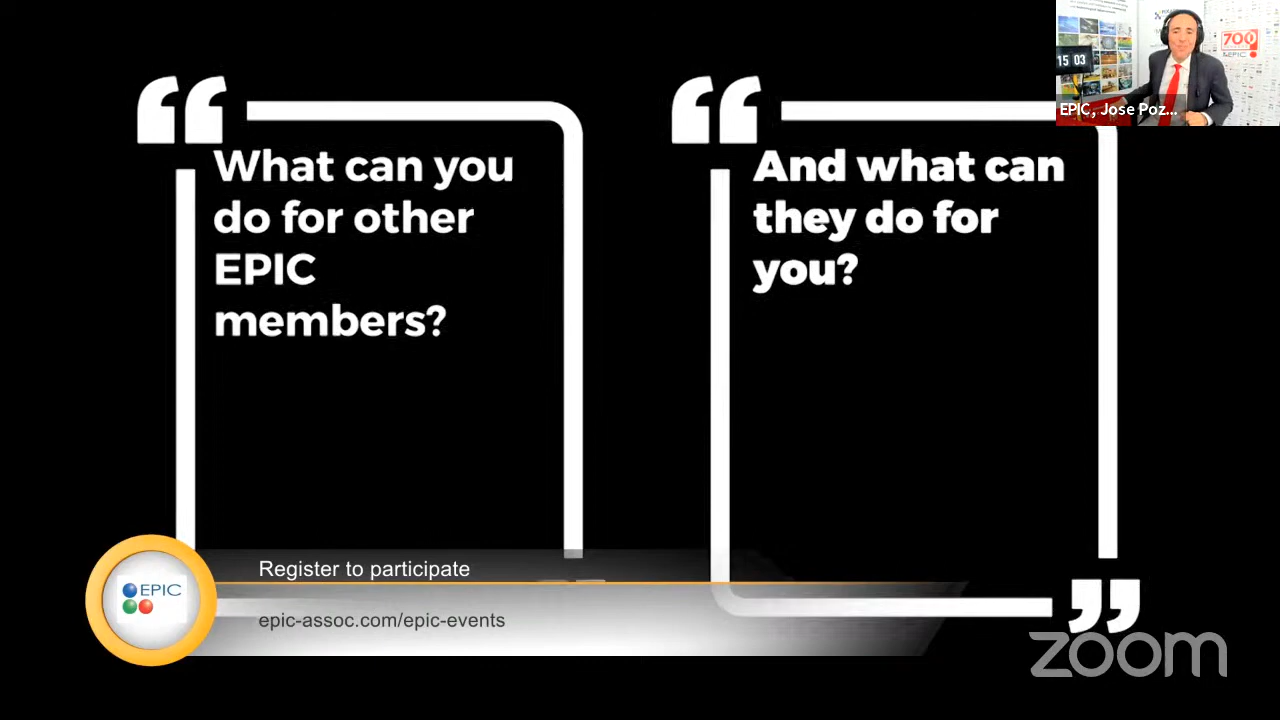 What can you
do for other
EPIC
members?
And what can
they do for
you?
700
EPIC
15 03
EPIC, Jose Poz...
Register to participate
EPIC
epic-assoc.com/epic-events
zoom